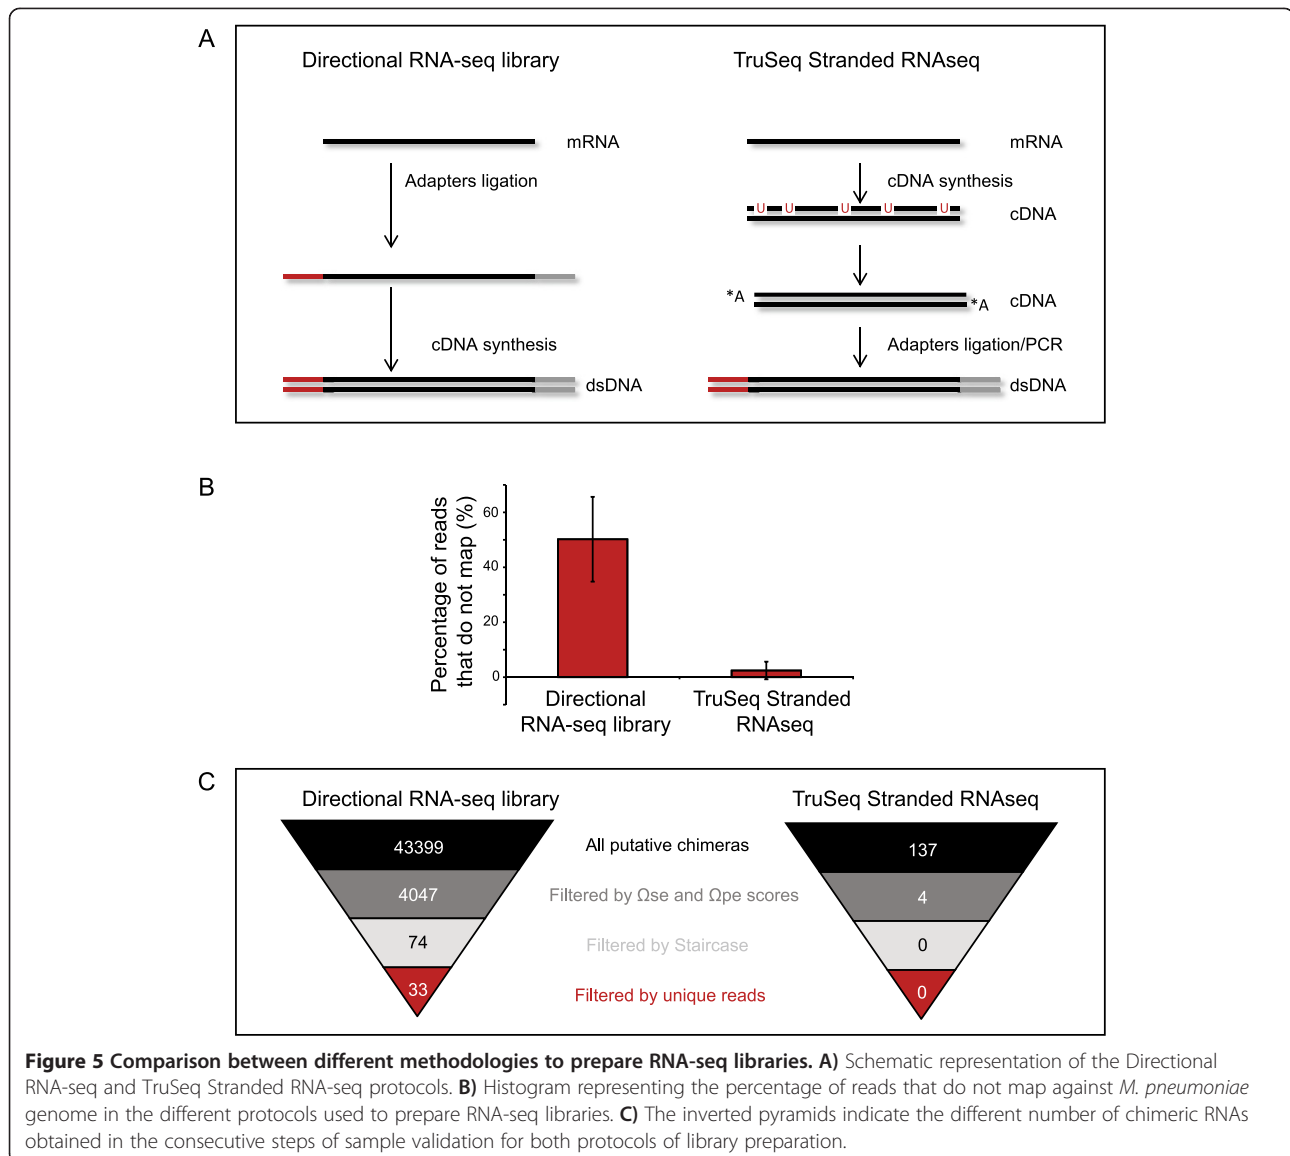 A
Directional RNA-seq library
TruSeq Stranded RNAseq
mRNA
Adapters ligation
cDNA synthesis
dsDNA
mRNA
cDNA synthesis
U U U U U
cDNA
*A
*A
cDNA
Adapters ligation/PCR
dsDNA
B
Percentage of reads
that do not map (%)
60
40
20
0
Directional
RNA-seq library
TruSeq Stranded
RNAseq
C
Directional RNA-seq library
TruSeq Stranded RNAseq
43399
All putative chimeras
137
4047
Filtered by Ωse and Ωpe scores
4
74
Filtered by Staircase
0
33
Filtered by unique reads
0
Figure 5 Comparison between different methodologies to prepare RNA-seq libraries. A) Schematic representation of the Directional
RNA-seq and TruSeq Stranded RNA-seq protocols. B) Histogram representing the percentage of reads that do not map against M. pneumoniae
genome in the different protocols used to prepare RNA-seq libraries. C) The inverted pyramids indicate the different number of chimeric RNAs
obtained in the consecutive steps of sample validation for both protocols of library preparation.